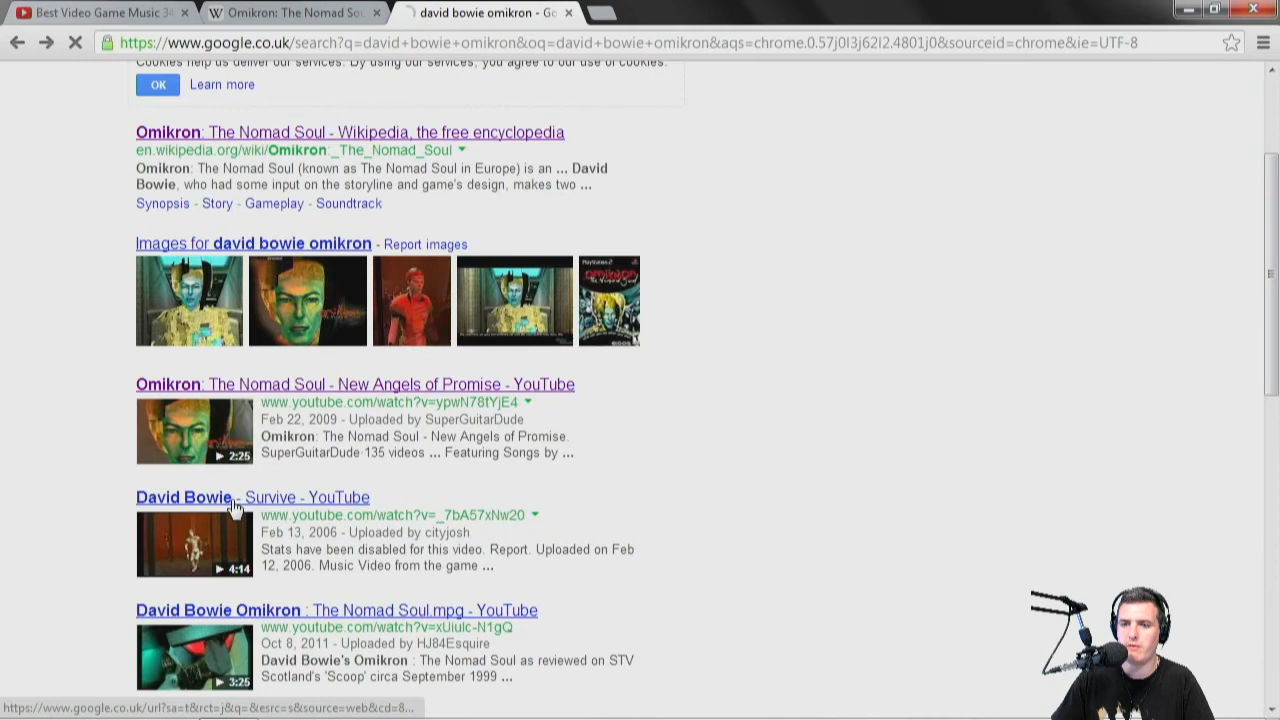 Best Video Game Music 34
Omikron: The Nomad Sou
david bowie omikron - Go
https://www.google.co.uk/search?q=david+bowie+omikron&oq=david+bowie+omikron&aqs=chrome.0.57j0l3j62l2.4801j0&sourceid=chrome&ie=UTF-8
Cookies help us deliver our services. By using our services, you agree to our use of cookies.
OK Learn more
Omikron: The Nomad Soul - Wikipedia, the free encyclopedia
en.wikipedia.org/wiki/Omikron:_The_Nomad_Soul
Omikron: The Nomad Soul (known as The Nomad Soul in Europe) is an ... David
Bowie, who had some input on the storyline and game's design, makes two ...
Synopsis - Story - Gameplay - Soundtrack
Images for david bowie omikron - Report images
Omikron: The Nomad Soul - New Angels of Promise - YouTube
www.youtube.com/watch?v=ypwN78tYjE4
Feb 22, 2009 - Uploaded by SuperGuitarDude
Omikron: The Nomad Soul - New Angels of Promise.
SuperGuitarDude·135 videos ... Featuring Songs by ...
2:25
David Bowie - Survive - YouTube
www.youtube.com/watch?v=_7bA57xNw20
Feb 13, 2006 - Uploaded by cityjosh
Stats have been disabled for this video. Report. Uploaded on Feb
12, 2006. Music Video from the game ...
4:14
David Bowie Omikron : The Nomad Soul.mpg - YouTube
www.youtube.com/watch?v=xUiulc-N1gQ
Oct 8, 2011 - Uploaded by HJ84Esquire
David Bowie's Omikron : The Nomad Soul as reviewed on STV
Scotland's 'Scoop' circa September 1999 ...
3:25
https://www.google.co.uk/url?sa=t&rct=j&q=&esrc=s&source=web&cd=8...